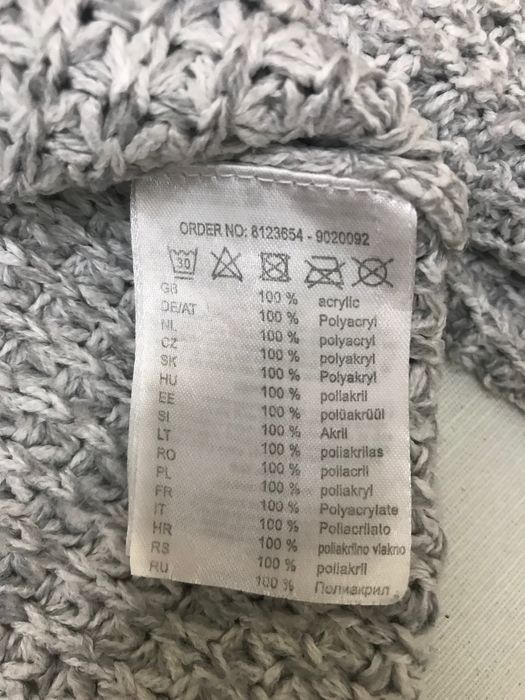 ORDER NO: 8123654 - 9020092
30
GB 100 % acrylic
DE/AT 100 % Polyacryl
NL 100 % polyacryl
CZ 100 % polyakryl
SK 100 % Polyakryl
HU 100 % poliakril
EE 100 % polüakrüül
SI 100 % Akril
LT 100 % poliakrilas
RO 100 % poliacril
PL 100 % poliakryl
FR 100 % Polyacrylate
IT 100 % Poliacrilato
HR 100 % poliakrilno vlakno
RS 100 % poliakril
RU 100 % Полиакрил